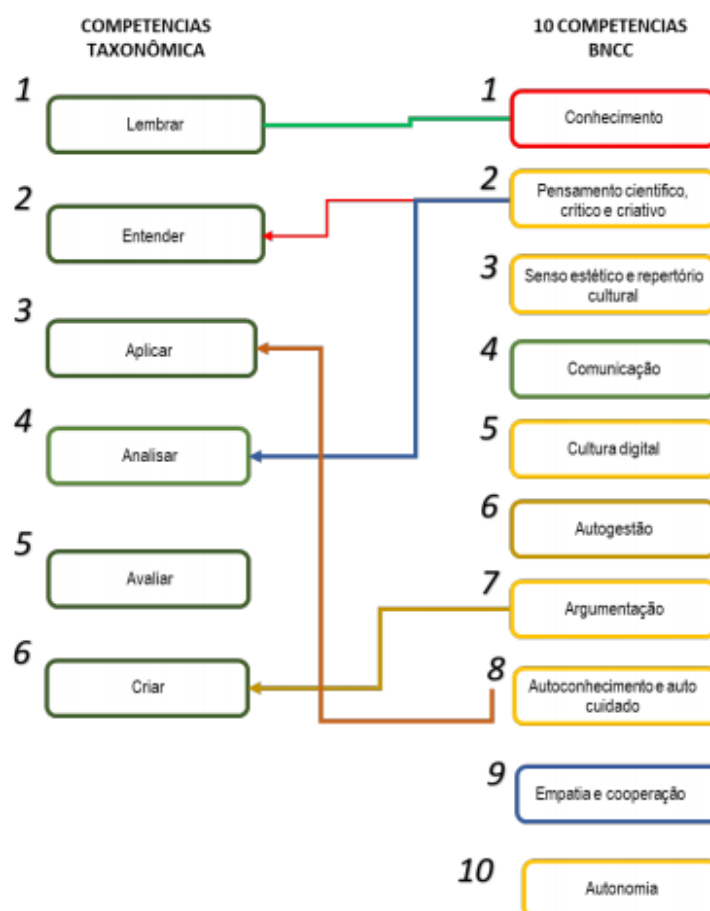 COMPETENCIAS
TAXONÔMICA
1
Lembrar
2
Entender
3
Aplicar
4
Analisar
5
Avaliar
6
Criar
10 COMPETENCIAS
BNCC
1
Conhecimento
2
Pensamento científico,
crítico e criativo
3
Senso estético e repertório
cultural
4
Comunicação
5
Cultura digital
6
Autogestão
7
Argumentação
8
Autoconhecimento e auto
cuidado
9
Empatia e cooperação
10
Autonomia